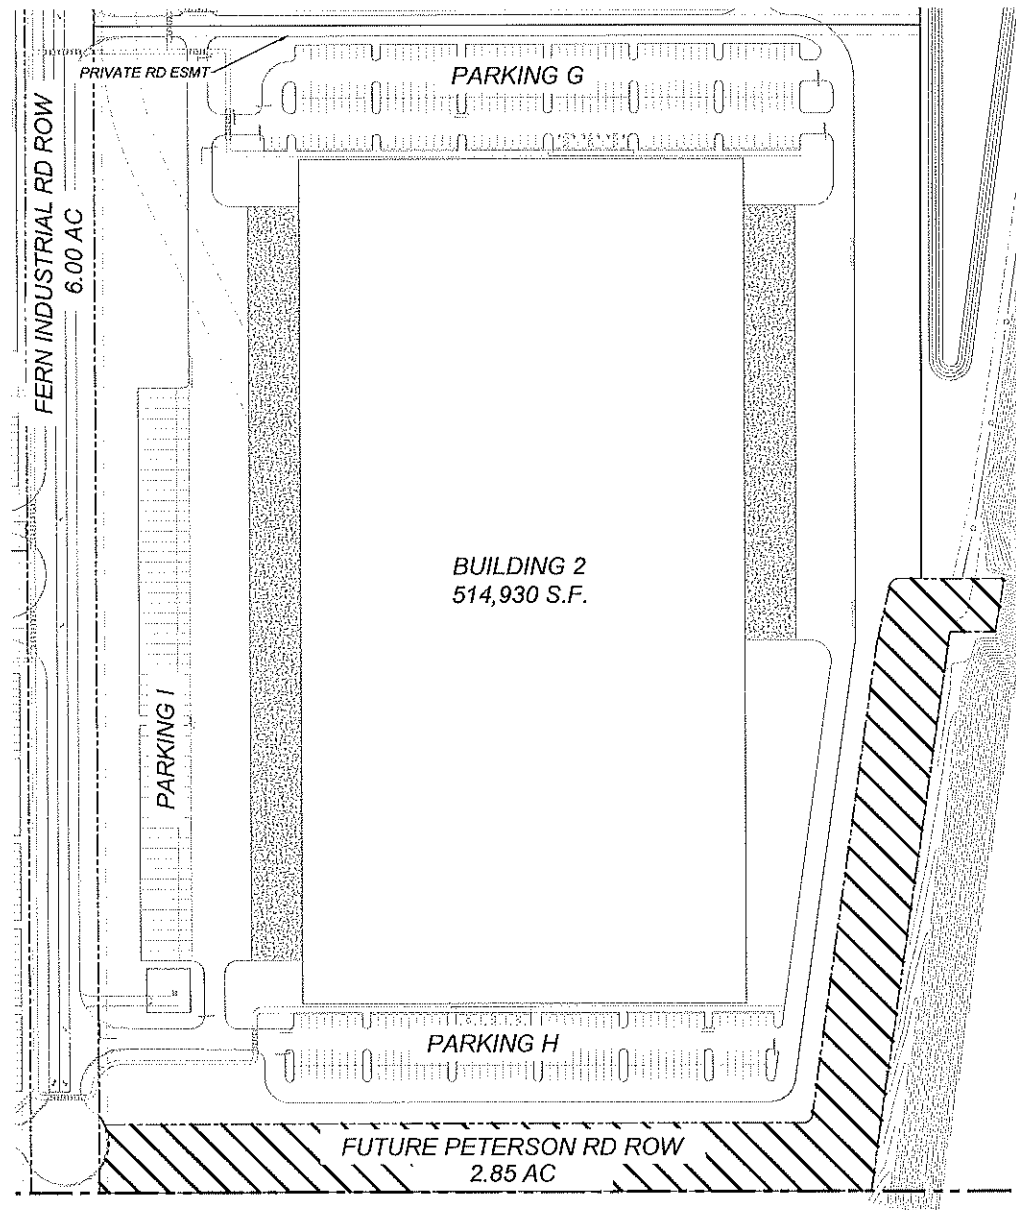 PRIVATE RD ESMT
PARKING G
FERN INDUSTRIAL RD ROW
6.00 AC
BUILDING 2
514,930 S.F.
PARKING I
PARKING H
FUTURE PETERSON RD ROW
2.85 AC